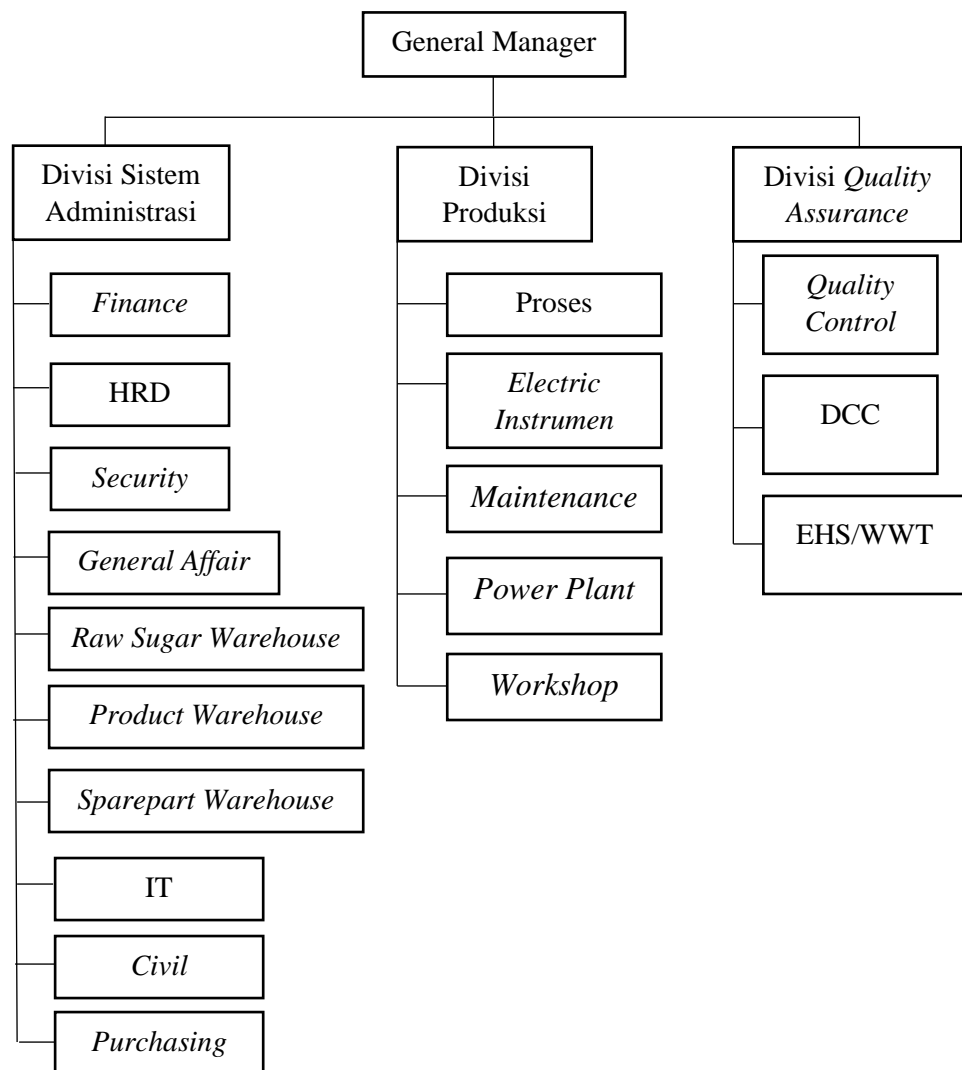 General Manager
Divisi Sistem
Administrasi
Finance
HRD
Security
General Affair
Raw Sugar Warehouse
Product Warehouse
Sparepart Warehouse
IT
Civil
Purchasing
Divisi
Produksi
Proses
Electric
Instrumen
Maintenance
Power Plant
Workshop
Divisi Quality
Assurance
Quality
Control
DCC
EHS/WWT